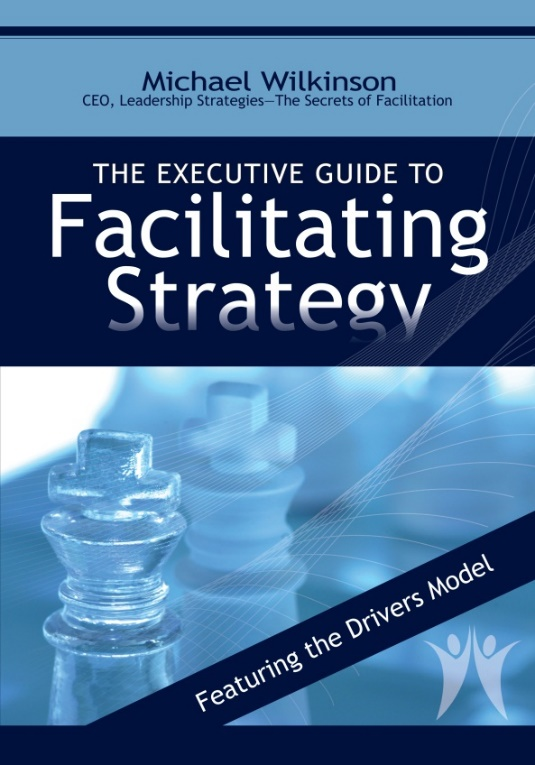 Michael Wilkinson
CEO, Leadership Strategies—The Secrets of Facilitation
THE EXECUTIVE GUIDE TO
Facilitating
Strategy
Featuring the Drivers Model